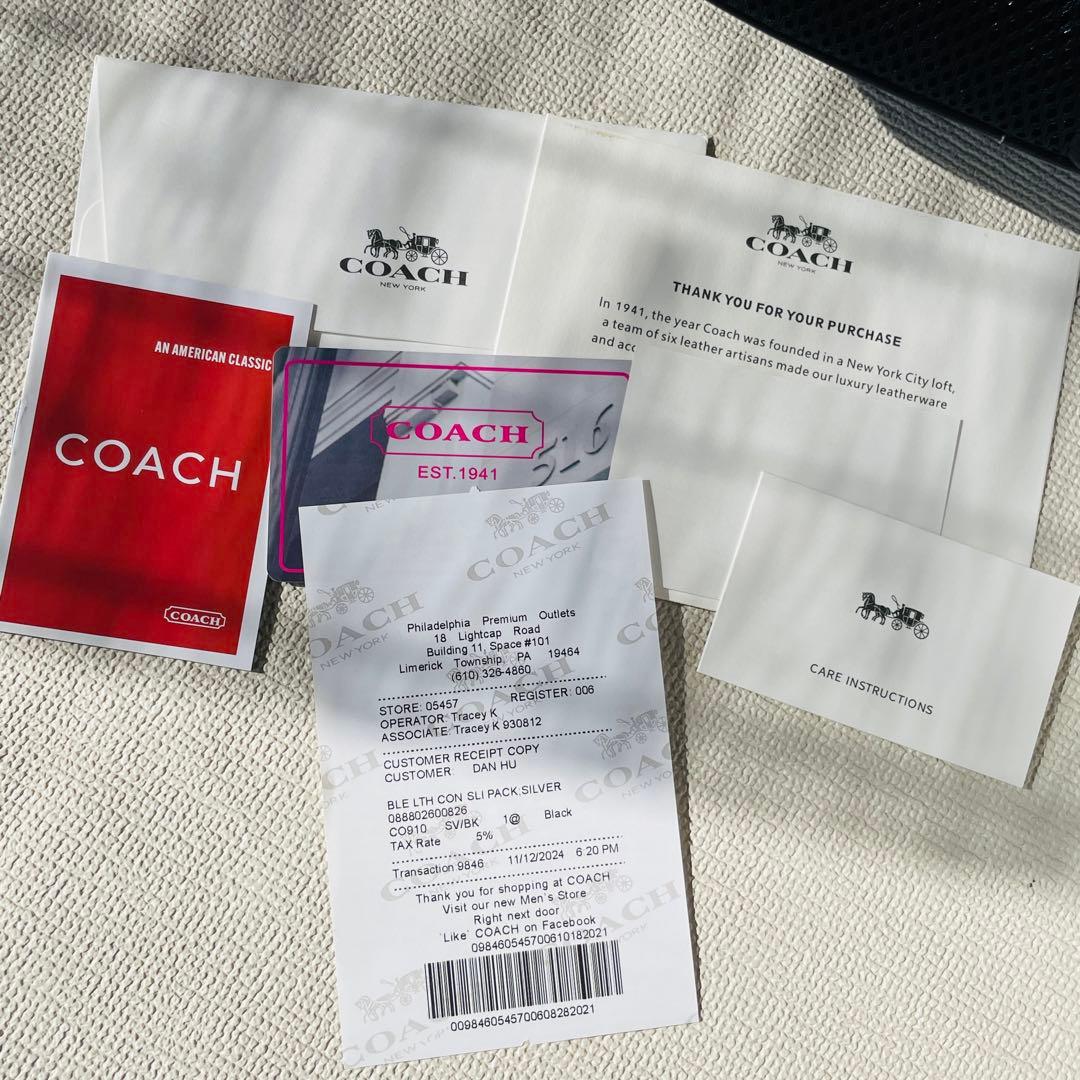 COACH
NEW YORK
COACH
NEW YORK
THANK YOU FOR YOUR PURCHASE
In 1941, the year Coach was founded in a New York City loft,
a team of six leather artisans made our luxury leatherware
and acc
AN AMERICAN CLASSIC
COACH
COACH
516
COACH
EST.1941
CARE INSTRUCTIONS
COACH
NEW YORK
Philadelphia Premium Outlets
18 Lightcap Road
Building 11, Space #101
Limerick Township, PA 19464
(610) 326-4860
STORE: 05457 REGISTER: 006
OPERATOR: Tracey K
ASSOCIATE: Tracey K 930812
CUSTOMER RECEIPT COPY
CUSTOMER: DAN HU
BLE LTH CON SLI PACK:SILVER
088802600826
CO910 SV/BK 1@ Black
TAX Rate 5%
Transaction 9846 11/12/2024 6:20 PM
Thank you for shopping at COACH
Visit our new Men's Store
Right next door
'Like' COACH on Facebook
098460545700610182021
0098460545700608282021